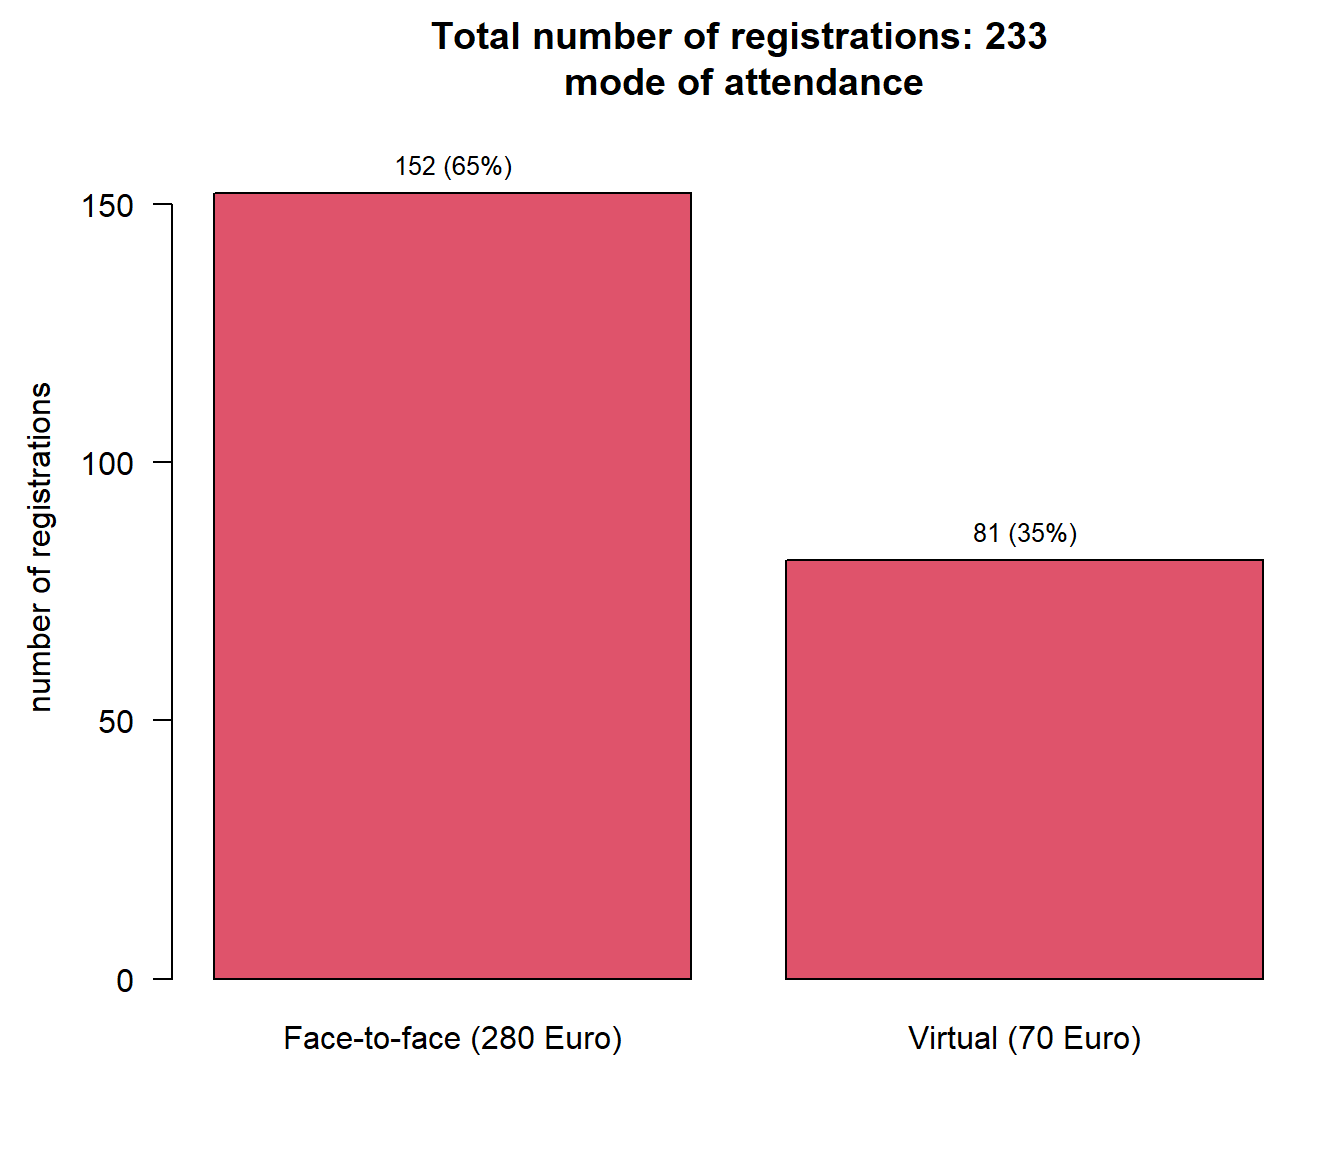 Total number of registrations: 233
mode of attendance
152 (65%)
150
100
50
0
number of registrations
81 (35%)
Face-to-face (280 Euro)
Virtual (70 Euro)